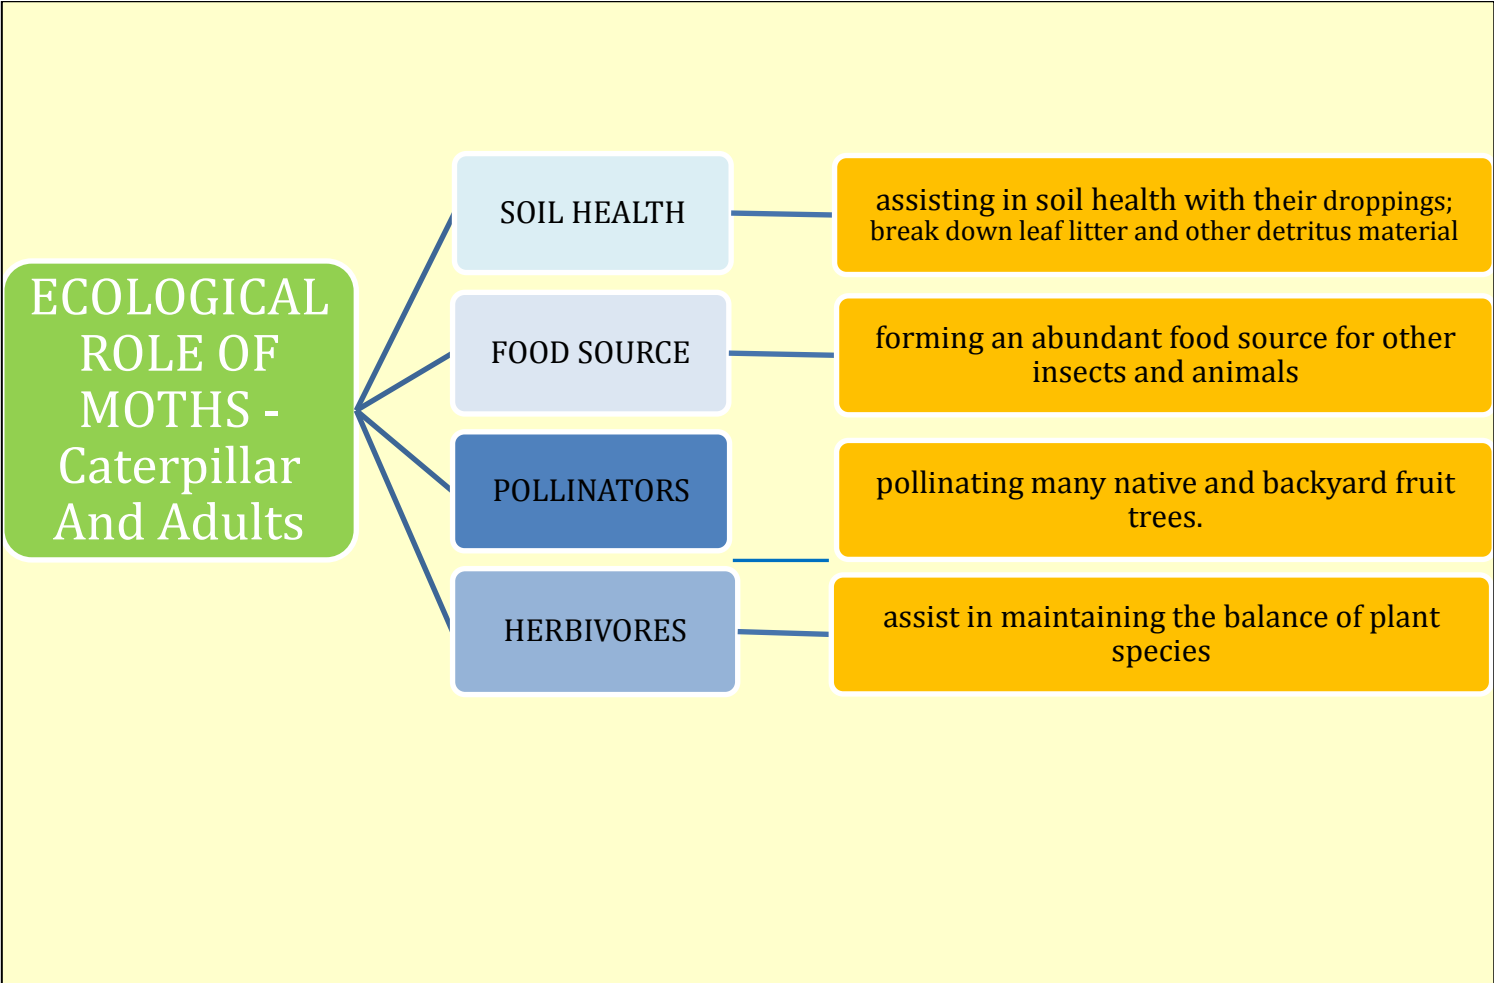 ECOLOGICAL
ROLE OF
MOTHS -
Caterpillar
And Adults
SOIL HEALTH
assisting in soil health with their droppings;
break down leaf litter and other detritus material
FOOD SOURCE
forming an abundant food source for other
insects and animals
POLLINATORS
pollinating many native and backyard fruit
trees.
HERBIVORES
assist in maintaining the balance of plant
species